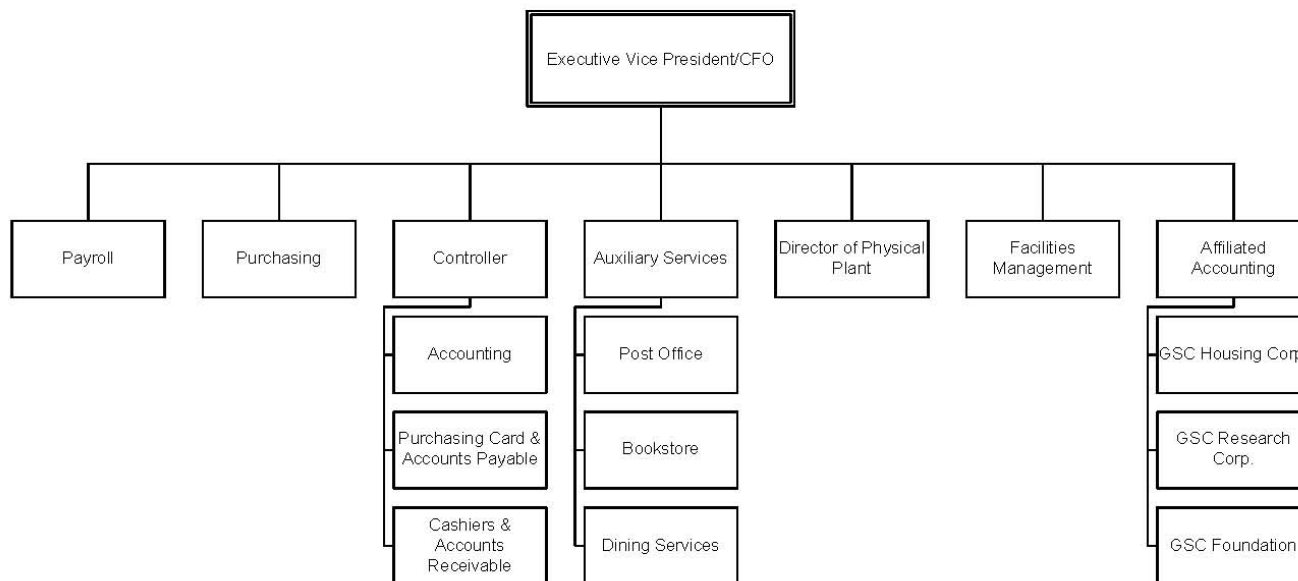 Executive Vice President/CFO
Payroll
Purchasing
Controller
Auxiliary Services
Director of Physical
Plant
Facilities
Management
Affiliated
Accounting
Accounting
Post Office
GSC Housing Corp
Purchasing Card &
Accounts Payable
Bookstore
GSC Research
Corp.
Cashiers &
Accounts
Receivable
Dining Services
GSC Foundation